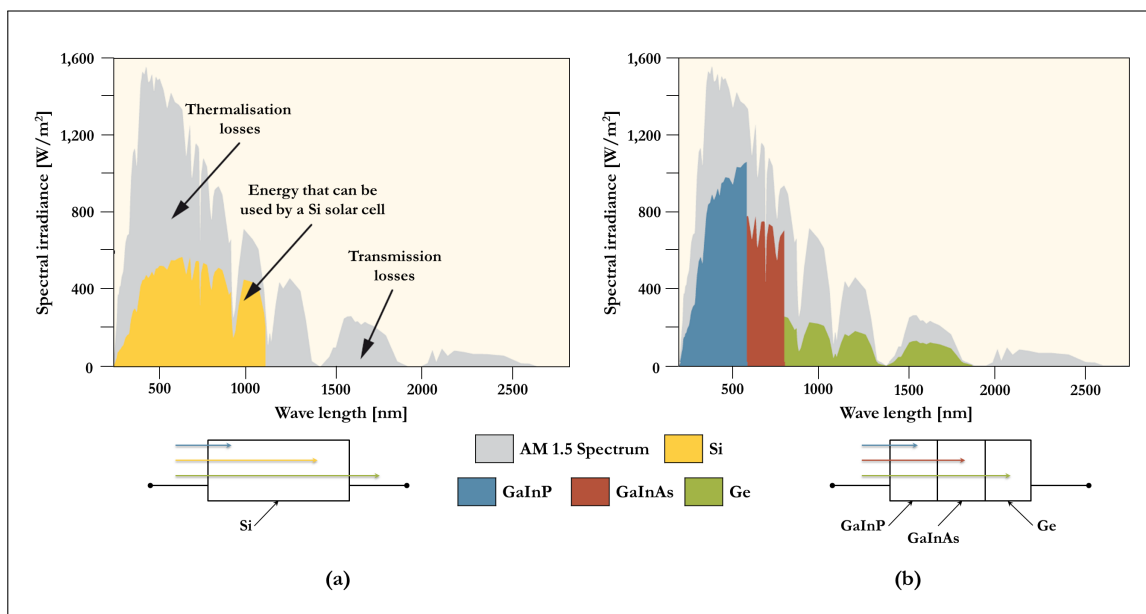 1,600
1,200
800
400
0
Spectral irradiance [W/m²]
Thermalisation
losses
Energy that can be
used by a Si solar cell
Transmission
losses
500
1000
1500
2000
2500
Wave length [nm]
1,600
1,200
800
400
0
Spectral irradiance [W/m²]
500
1000
1500
2000
2500
Wave length [nm]
AM 1.5 Spectrum
Si
GaInP
GaInAs
Ge
Si
GaInP
GaInAs
Ge
(a)
(b)